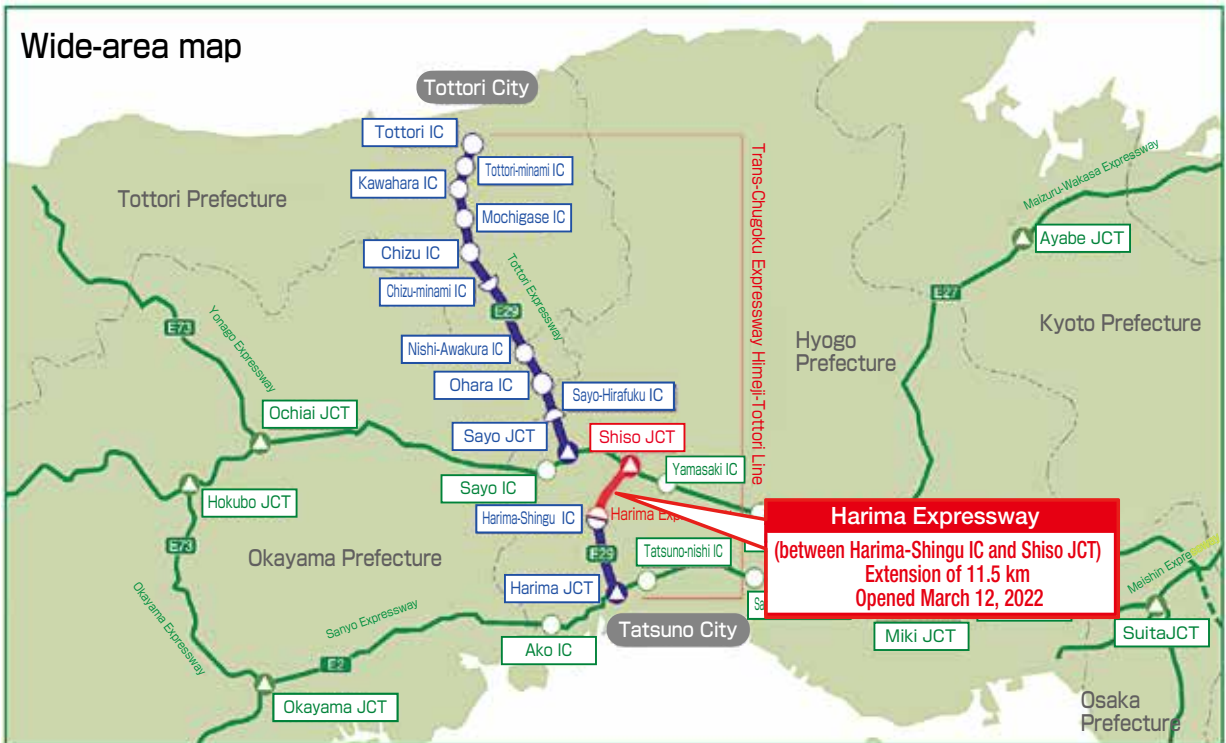 Wide-area map
Tottori City
Tottori IC
Tottori-minami IC
Kawahara IC
Tottori Prefecture
Mochigase IC
Chizu IC
Chizu-minami IC
Tottori Expressway
E29
Trans-Chugoku Expressway Himeji-Tottori Line
Maizuru-Wakasa Expressway
Ayabe JCT
E27
Kyoto Prefecture
Hyogo
Prefecture
E73
Yonago Expressway
Nishi-Awakura IC
Ohara IC
Sayo-Hirafuku IC
Ochiai JCT
Sayo JCT
Shiso JCT
Yamasaki IC
Sayo IC
Hokubo JCT
Harima-Shingu IC
Harima
Harima Expressway
(between Harima-Shingu IC and Shiso JCT)
Extension of 11.5 km
Opened March 12, 2022
E73
Okayama Prefecture
E29
Tatsuno-nishi IC
Harima JCT
Okayama Expressway
Sanyo Expressway
E2
Ako IC
Tatsuno City
Miki JCT
Meishin
SuitaJCT
Okayama JCT
Osaka
Prefecture